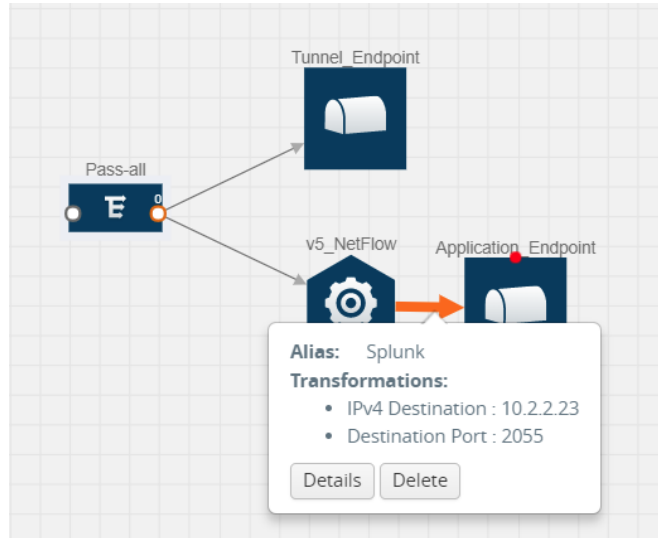 Tunnel_Endpoint
Pass-all
0
v5_NetFlow
Application_Endpoint
Alias: Splunk
Transformations:
• IPv4 Destination : 10.2.2.23
• Destination Port : 2055
Details Delete